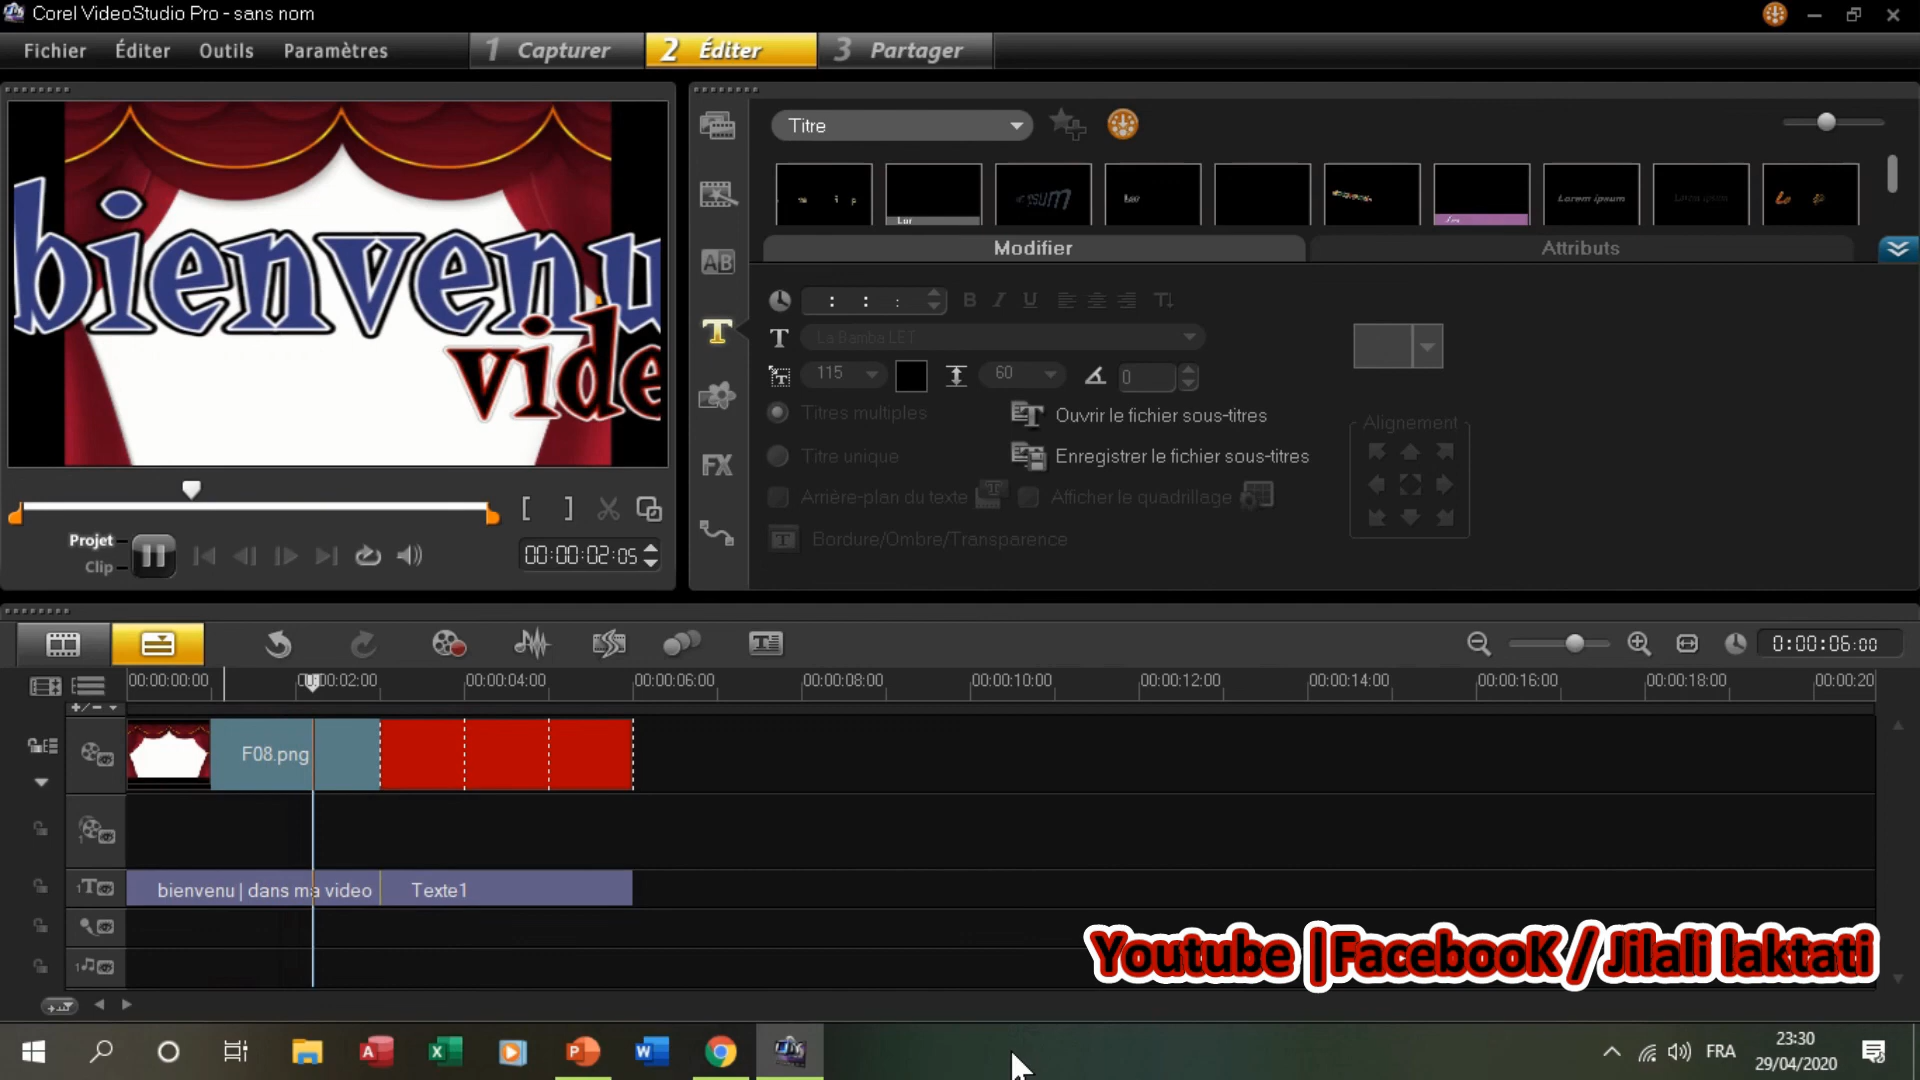 Corel VideoStudio Pro - sans nom
Fichier Éditer Outils Paramètres
1 Capturer
2 Éditer
3 Partager
bienvenu
vide
Titre
Lorem ipsum
Modifier
Attributs
B I U
La Bamba LET
115
60
0
Titres multiples
Ouvrir le fichier sous-titres
Titre unique
Enregistrer le fichier sous-titres
Arrière-plan du texte
Afficher le quadrillage
Bordure/Ombre/Transparence
Alignement
AB
T
FX
Projet
Clip
00:00:02:05
0:00:06:00
00:00:00:00
00:00:02:00
00:00:04:00
00:00:06:00
00:00:08:00
00:00:10:00
00:00:12:00
00:00:14:00
00:00:16:00
00:00:18:00
00:00:20
F08.png
bienvenu | dans ma video
Texte1
Youtube |FacebooK / Jilali laktati
FRA
23:30
29/04/2020